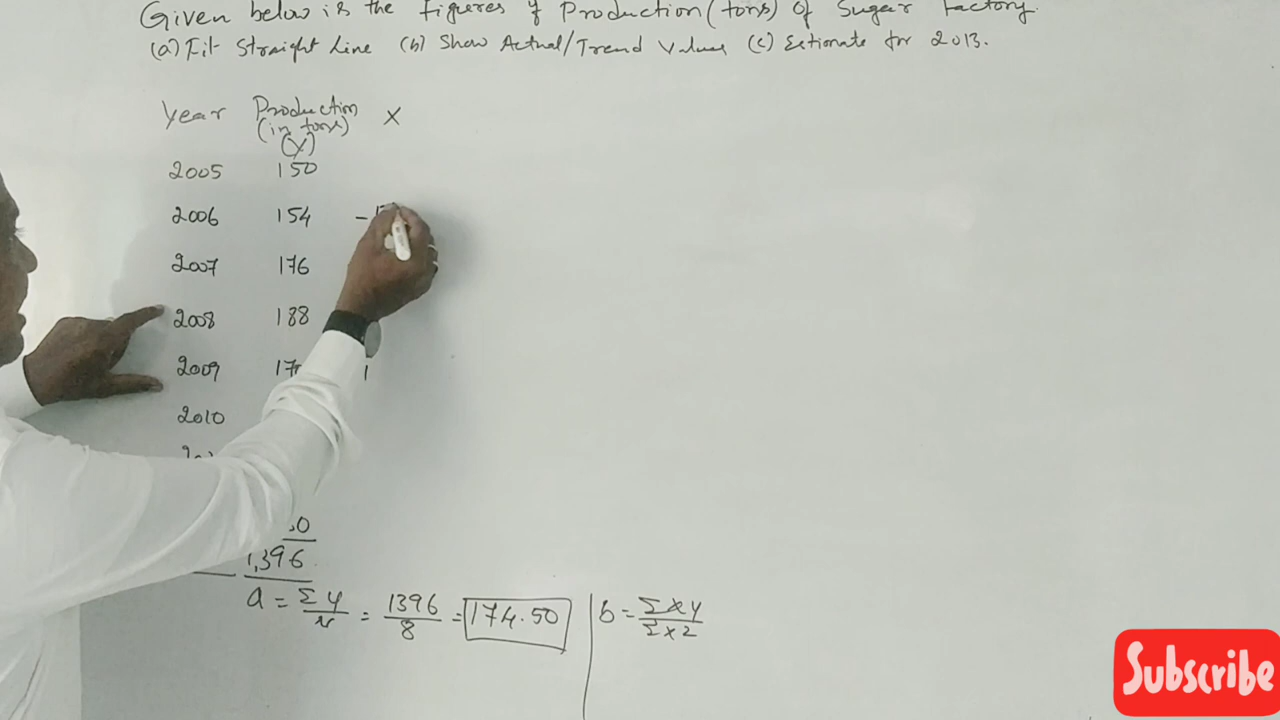 Given below is the figures of Production (tons) of Sugar factory.
(a) Fit Straight Line (b) Show Actual/Trend Values (c) Estimate for 2013.
Year Production X
(in tons)
(Y)
2005 150
2006 154 -
2007 176
2008 188
2009 1
2010
1,396
a = Σy/n = 1396/8 = 174.50 b = Σxy/Σx2
Subscribe